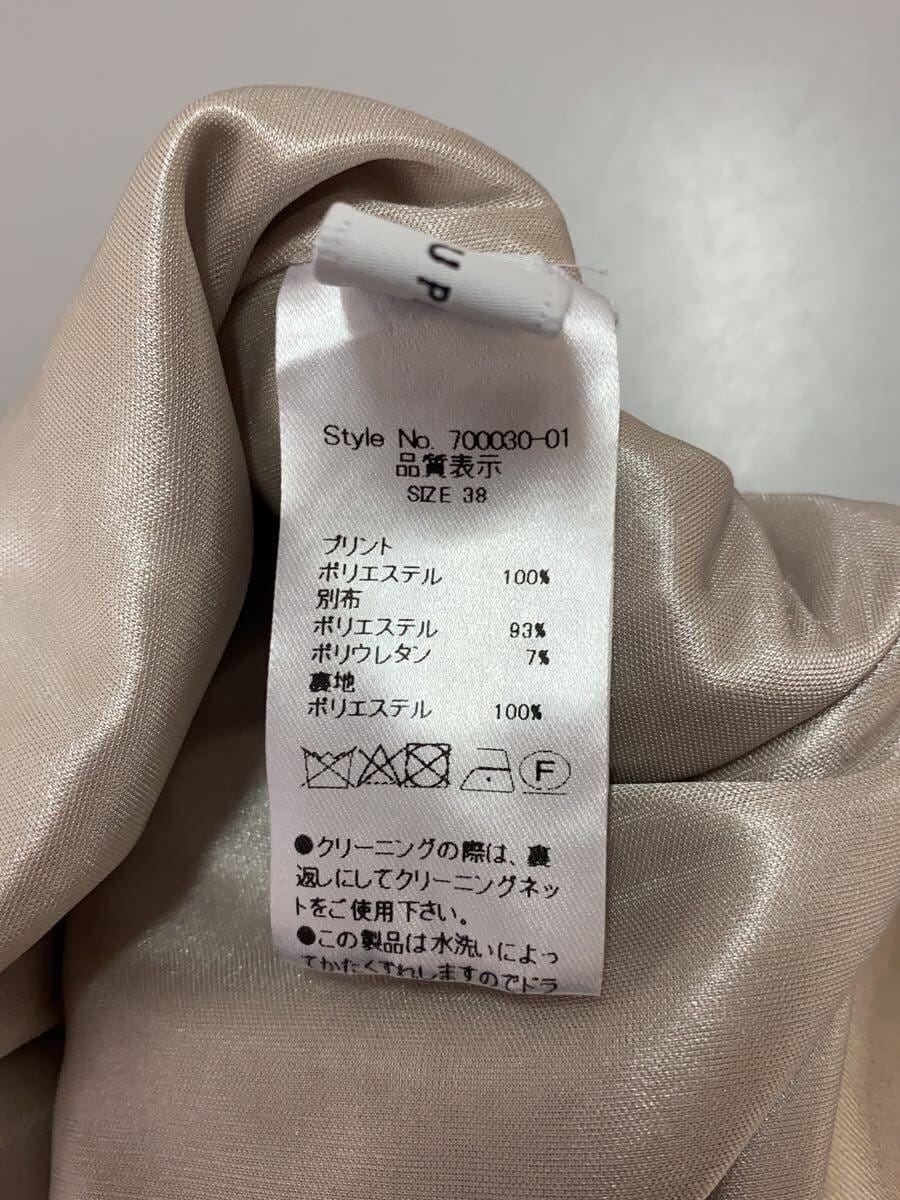 UP
Style No. 700030-01
品質表示
SIZE 38
プリント
ポリエステル 100%
別布
ポリエステル 93%
ポリウレタン 7%
裏地
ポリエステル 100%
F
●クリーニングの際は、裏
返しにしてクリーニングネッ
トをご使用下さい。
●この製品は水洗いによっ
てかたくずれしますのでドラ